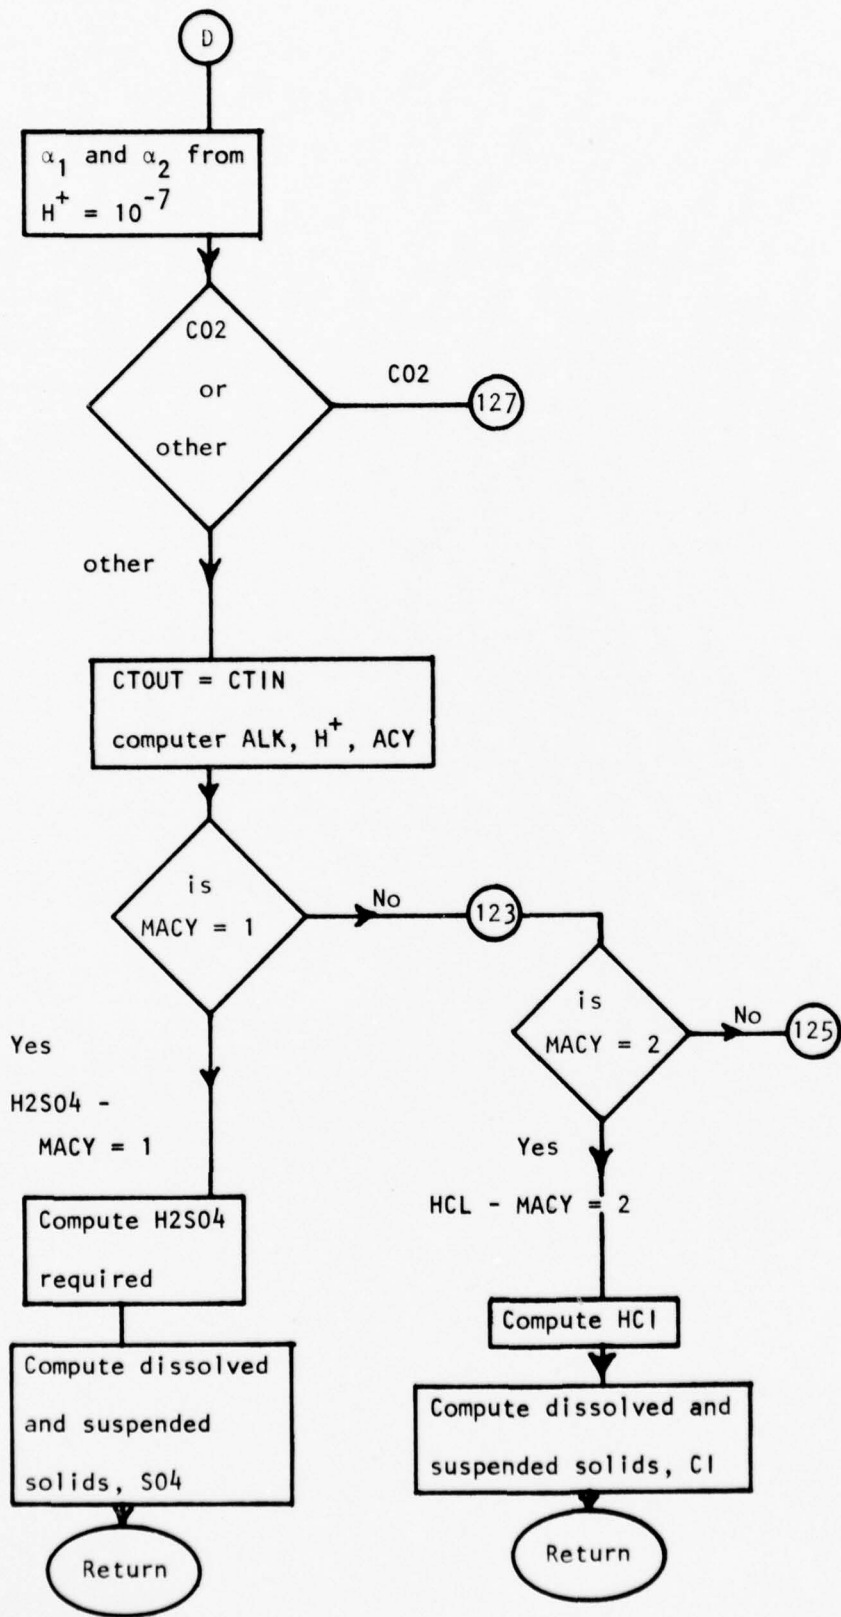 D
α₁ and α₂ from
H⁺ = 10⁻⁷
CO2
or
other
CO2
127
other
CTOUT = CTIN
computer ALK, H⁺, ACY
is
MACY = 1
No
123
is
MACY = 2
No
125
Yes
H2SO4 -
MACY = 1
Yes
HCL - MACY = 2
Compute H2SO4
required
Compute HCl
Compute dissolved
and suspended
solids, SO4
Compute dissolved and
suspended solids, Cl
Return
Return